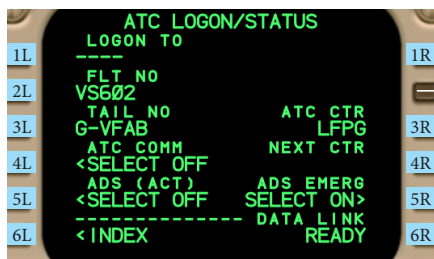 ATC LOGON/STATUS
LOGON TO
1L ---- 1R
FLT NO
2L VS602
TAIL NO ATC CTR
3L G-VFAB LFPG 3R
ATC COMM NEXT CTR
4L <SELECT OFF 4R
ADS (ACT) ADS EMERG
5L <SELECT OFF SELECT ON> 5R
-------------- DATA LINK
6L <INDEX READY 6R